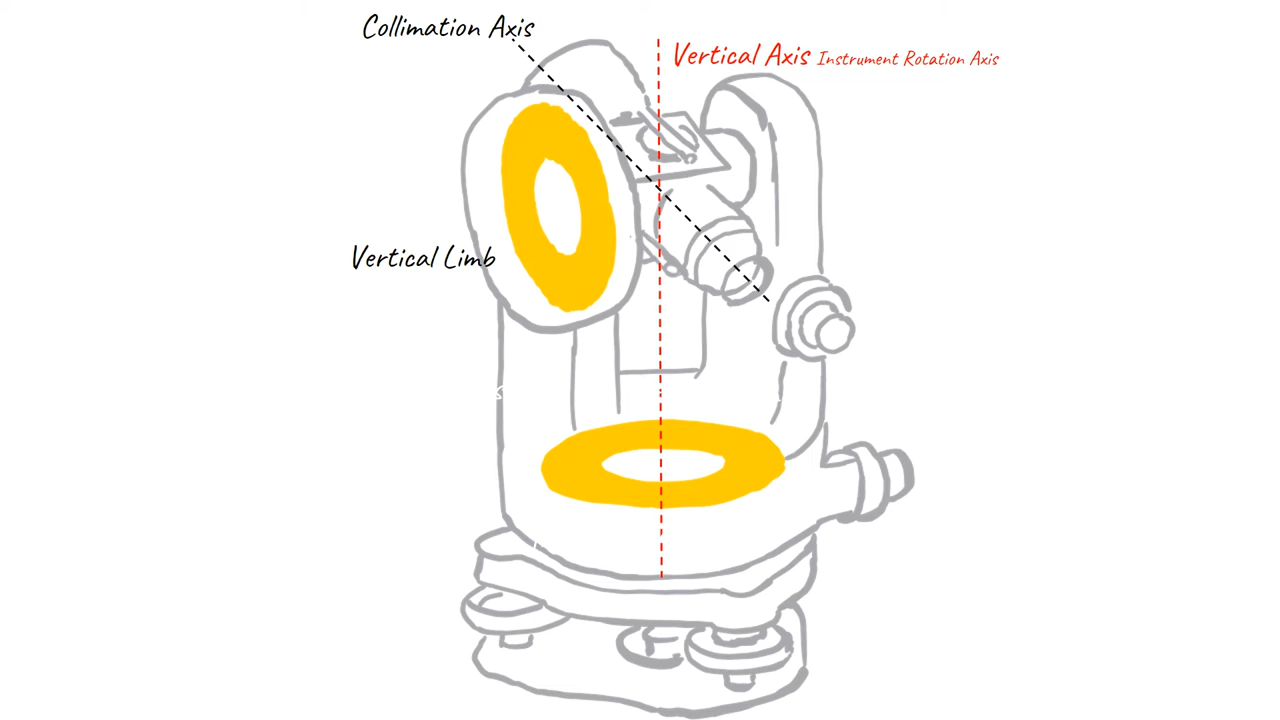 Collimation Axis
Vertical Axis Instrument Rotation Axis
Vertical Limb